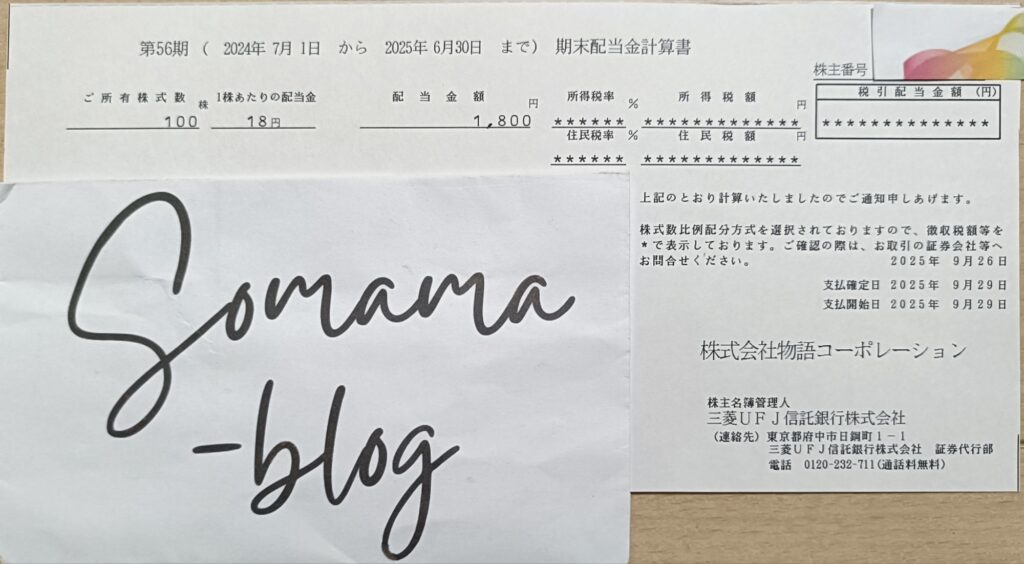 第56期 ( 2024年 7月 1日 から 2025年 6月30日 まで) 期末配当金計算書
株主番号
ご所有株式数 株 1株あたりの配当金 配当金額 円 所得税率 % 所得税額 円 税引配当金額 (円)
100 18円 1,800 ****** ************* **************
住民税率 % 住民税額 円
****** *************
上記のとおり計算いたしましたのでご通知申しあげます。
株式数比例配分方式を選択されておりますので、徴収税額等を
*で表示しております。ご確認の際は、お取引の証券会社等へ
お問合せください。 2025年 9月26日
支払確定日 2025年 9月29日
支払開始日 2025年 9月29日
株式会社物語コーポレーション
株主名簿管理人
三菱UFJ信託銀行株式会社
(連絡先) 東京都府中市日鋼町1-1
三菱UFJ信託銀行株式会社 証券代行部
電話 0120-232-711(通話料無料)
Somama
-blog